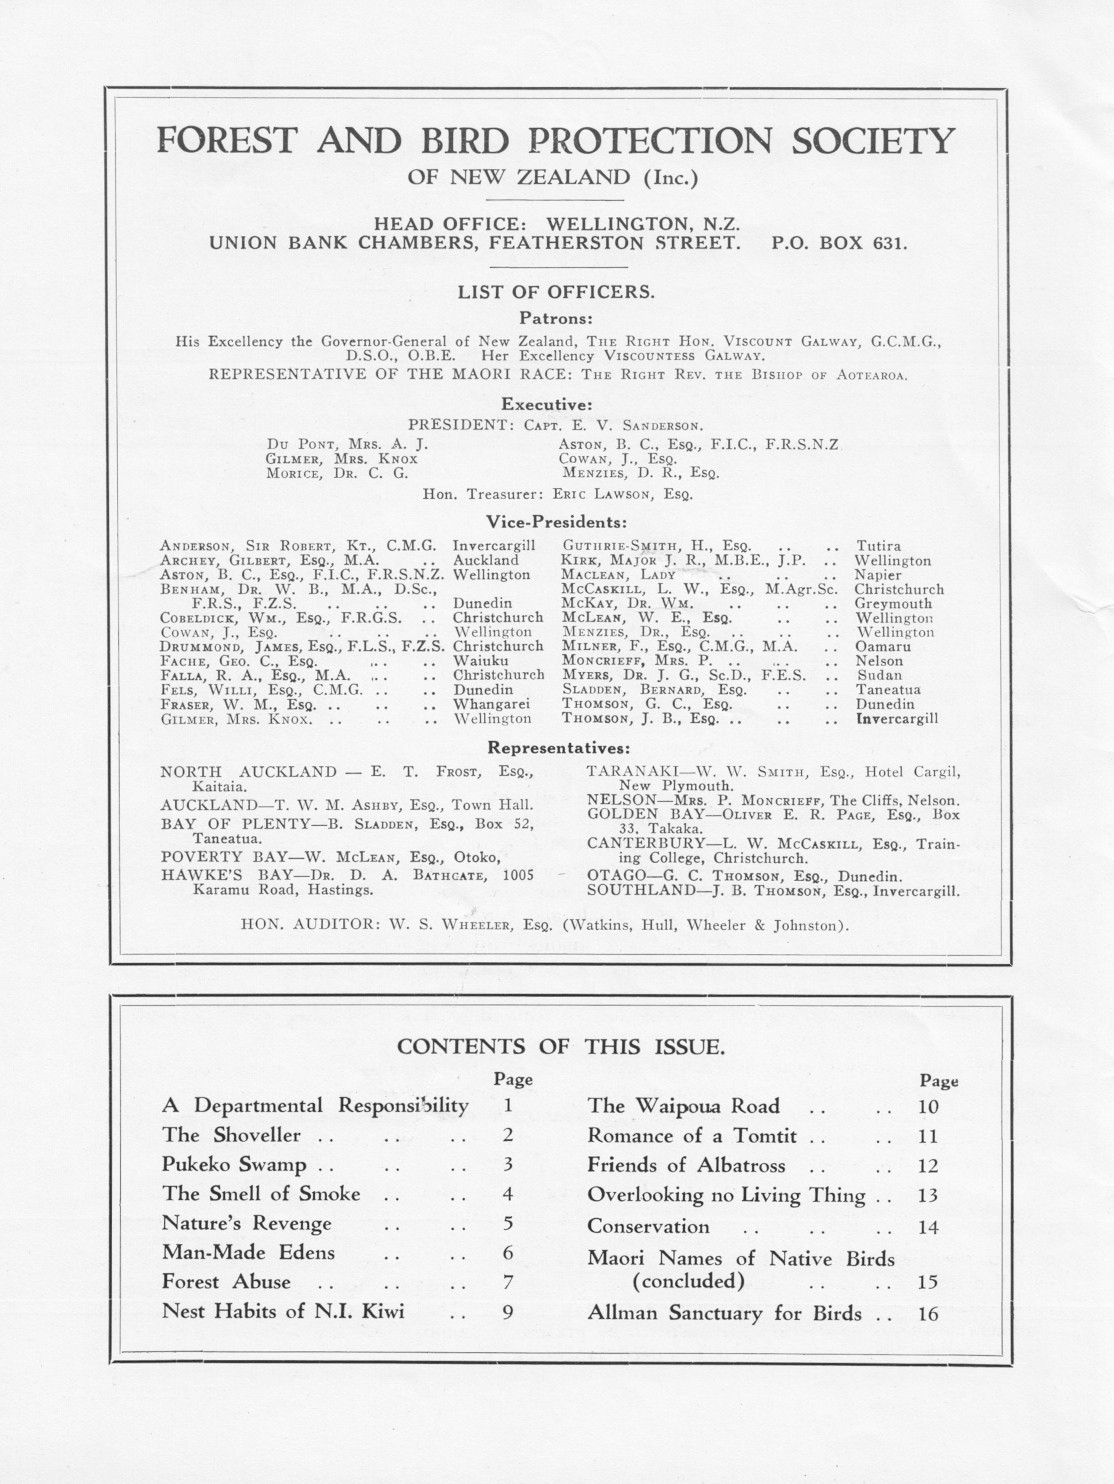 FOREST AND BIRD PROTECTION SOCIETY
OF NEW ZEALAND (Inc.)
HEAD OFFICE: WELLINGTON, N.Z.
UNION BANK CHAMBERS, FEATHERSTON STREET. P.O. BOX 631.
LIST OF OFFICERS.
Patrons:
His Excellency the Governor-General of New Zealand, THE RIGHT HON. VISCOUNT GALWAY, G.C.M.G.,
D.S.O., O.B.E. Her Excellency VISCOUNTESS GALWAY.
REPRESENTATIVE OF THE MAORI RACE: THE RIGHT REV. THE BISHOP OF AOTEAROA.
Executive:
PRESIDENT: CAPT. E. V. SANDERSON.
DU PONT, MRS. A. J.
GILMER, MRS. KNOX
MORICE, DR. C. G.
ASTON, B. C., ESQ., F.I.C., F.R.S.N.Z
COWAN, J., ESQ.
MENZIES, D. R., ESQ.
Hon. Treasurer: ERIC LAWSON, ESQ.
Vice-Presidents:
ANDERSON, SIR ROBERT, KT., C.M.G. Invercargill
ARCHEY, GILBERT, ESQ., M.A. .. Auckland
ASTON, B. C., ESQ., F.I.C., F.R.S.N.Z. Wellington
BENHAM, DR. W. B., M.A., D.Sc.,
F.R.S., F.Z.S. .. .. .. Dunedin
COBELDICK, WM., ESQ., F.R.G.S. .. Christchurch
COWAN, J., ESQ. .. .. .. Wellington
DRUMMOND, JAMES, ESQ., F.L.S., F.Z.S. Christchurch
FACHE, GEO. C., ESQ. .. .. Waiuku
FALLA, R. A., ESQ., M.A. .. .. Christchurch
FELS, WILLI, ESQ., C.M.G. .. .. Dunedin
FRASER, W. M., ESQ. .. .. .. Whangarei
GILMER, MRS. KNOX. .. .. .. Wellington
GUTHRIE-SMITH, H., ESQ. .. .. Tutira
KIRK, MAJOR J. R., M.B.E., J.P. .. Wellington
MACLEAN, LADY .. .. .. Napier
MCCASKILL, L. W., ESQ., M.Agr.Sc. Christchurch
MCKAY, DR. WM. .. .. .. Greymouth
MCLEAN, W. E., ESQ. .. .. Wellington
MENZIES, DR., ESQ. .. .. .. Wellington
MILNER, F., ESQ., C.M.G., M.A. .. Oamaru
MONCRIEFF, MRS. P. .. .. .. Nelson
MYERS, DR. J. G., Sc.D., F.E.S. .. Sudan
SLADDEN, BERNARD, ESQ. .. .. Taneatua
THOMSON, G. C., ESQ. .. .. Dunedin
THOMSON, J. B., ESQ. .. .. .. Invercargill
Representatives:
NORTH AUCKLAND — E. T. FROST, ESQ.,
Kaitaia.
AUCKLAND—T. W. M. ASHBY, ESQ., Town Hall.
BAY OF PLENTY—B. SLADDEN, ESQ., Box 52,
Taneatua.
POVERTY BAY—W. MCLEAN, ESQ., Otoko,
HAWKE'S BAY—DR. D. A. BATHGATE, 1005
Karamu Road, Hastings.
TARANAKI—W. W. SMITH, ESQ., Hotel Cargil,
New Plymouth.
NELSON—MRS. P. MONCRIEFF, The Cliffs, Nelson.
GOLDEN BAY—OLIVER E. R. PAGE, ESQ., Box
33, Takaka.
CANTERBURY—L. W. MCCASKILL, ESQ., Train-
ing College, Christchurch.
OTAGO—G. C. THOMSON, ESQ., Dunedin.
SOUTHLAND—J. B. THOMSON, ESQ., Invercargill.
HON. AUDITOR: W. S. WHEELER, ESQ. (Watkins, Hull, Wheeler & Johnston).
CONTENTS OF THIS ISSUE.
Page
A Departmental Responsibility 1
The Shoveller .. .. .. 2
Pukeko Swamp .. .. .. 3
The Smell of Smoke .. .. 4
Nature's Revenge .. .. 5
Man-Made Edens .. .. 6
Forest Abuse .. .. .. 7
Nest Habits of N.I. Kiwi .. 9
Page
The Waipoua Road .. .. 10
Romance of a Tomtit .. .. 11
Friends of Albatross .. .. 12
Overlooking no Living Thing .. 13
Conservation .. .. .. 14
Maori Names of Native Birds
(concluded) .. .. 15
Allman Sanctuary for Birds .. 16